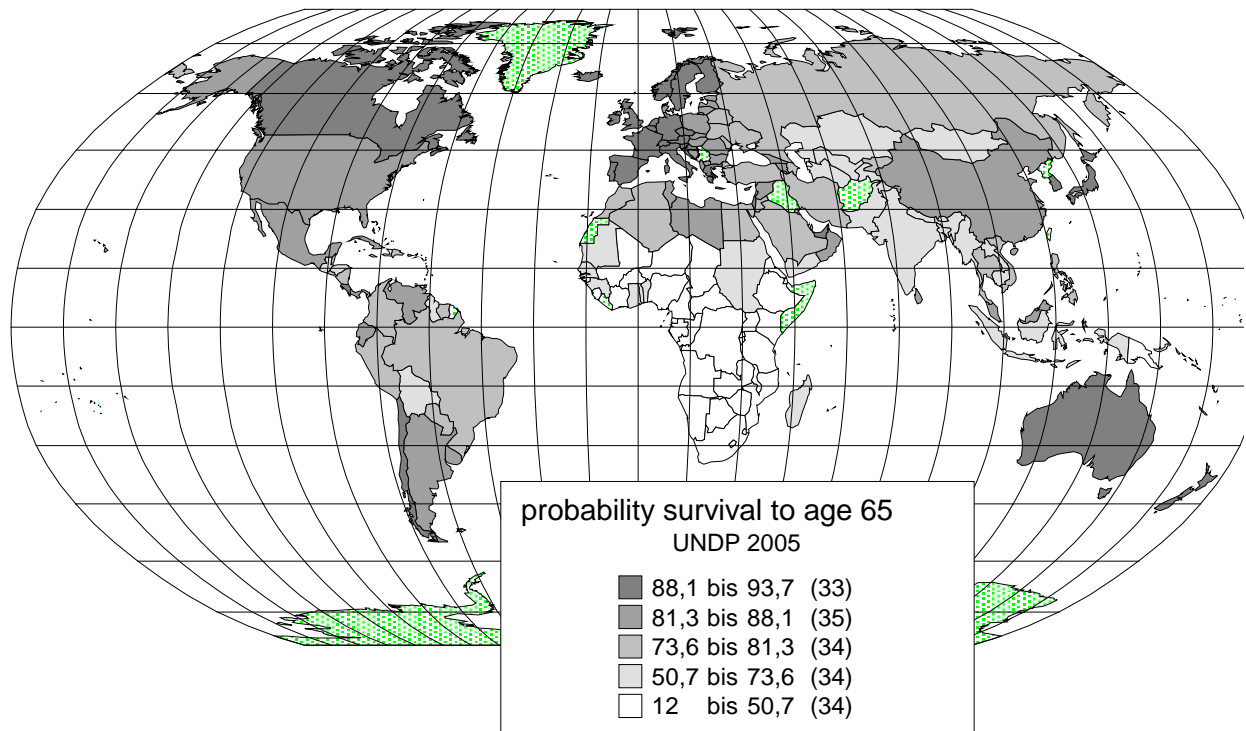 probability survival to age 65
UNDP 2005
88,1 bis 93,7 (33)
81,3 bis 88,1 (35)
73,6 bis 81,3 (34)
50,7 bis 73,6 (34)
12 bis 50,7 (34)